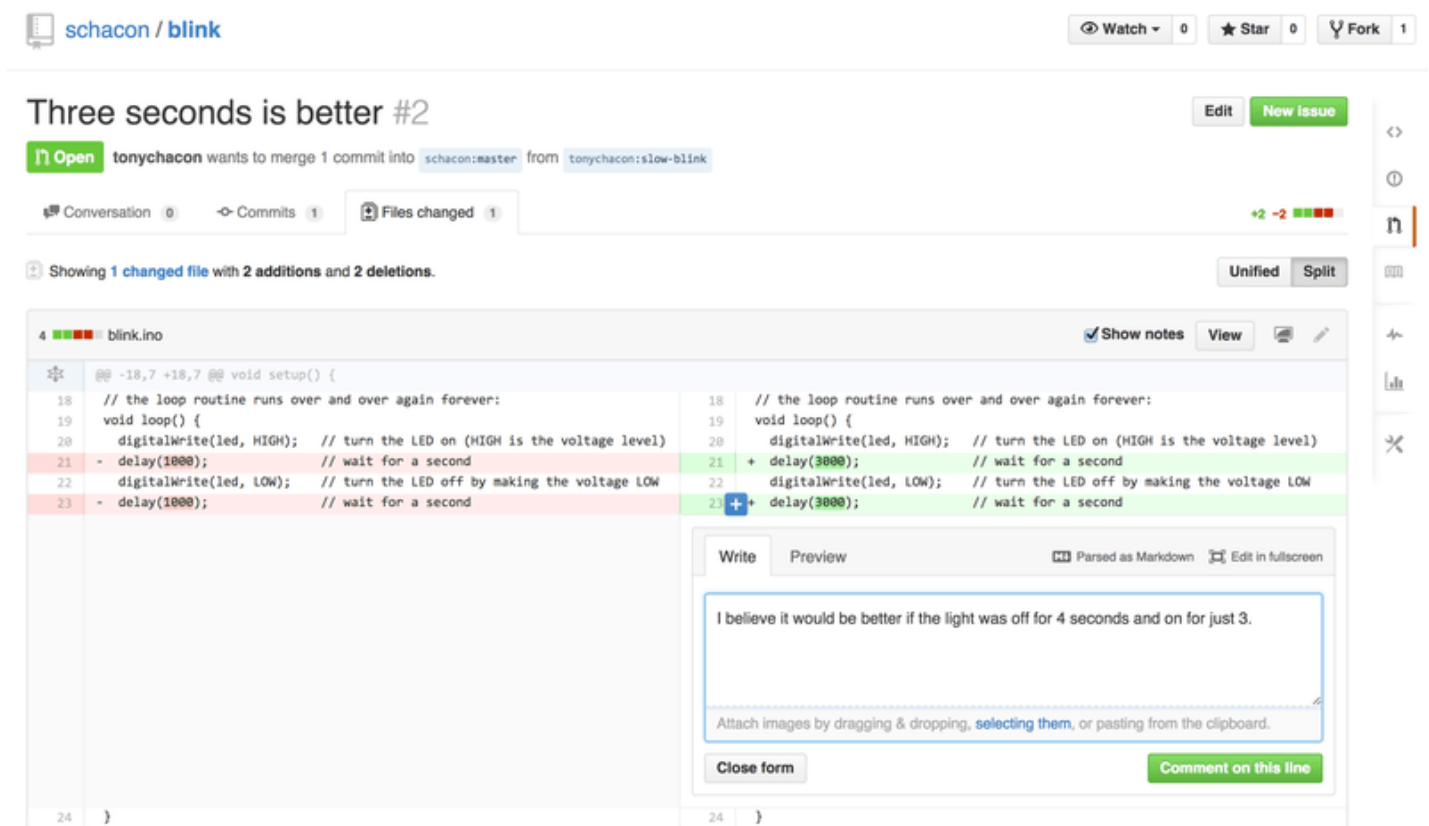 schacon / blink
Watch 0 Star 0 Fork 1
Three seconds is better #2
Edit New issue
Open tonychacon wants to merge 1 commit into schacon:master from tonychacon:slow-blink
Conversation 0 Commits 1 Files changed 1 +2 −2
Showing 1 changed file with 2 additions and 2 deletions.
Unified Split
4 blink.ino Show notes View
@@ -18,7 +18,7 @@ void setup() {
18 // the loop routine runs over and over again forever: 18 // the loop routine runs over and over again forever:
19 void loop() { 19 void loop() {
20 digitalWrite(led, HIGH); // turn the LED on (HIGH is the voltage level) 20 digitalWrite(led, HIGH); // turn the LED on (HIGH is the voltage level)
21 - delay(1000); // wait for a second 21 + delay(3000); // wait for a second
22 digitalWrite(led, LOW); // turn the LED off by making the voltage LOW 22 digitalWrite(led, LOW); // turn the LED off by making the voltage LOW
23 - delay(1000); // wait for a second 23 + delay(3000); // wait for a second
Write Preview Parsed as Markdown Edit in fullscreen
I believe it would be better if the light was off for 4 seconds and on for just 3.
Attach images by dragging & dropping, selecting them, or pasting from the clipboard.
Close form Comment on this line
24 } 24 }